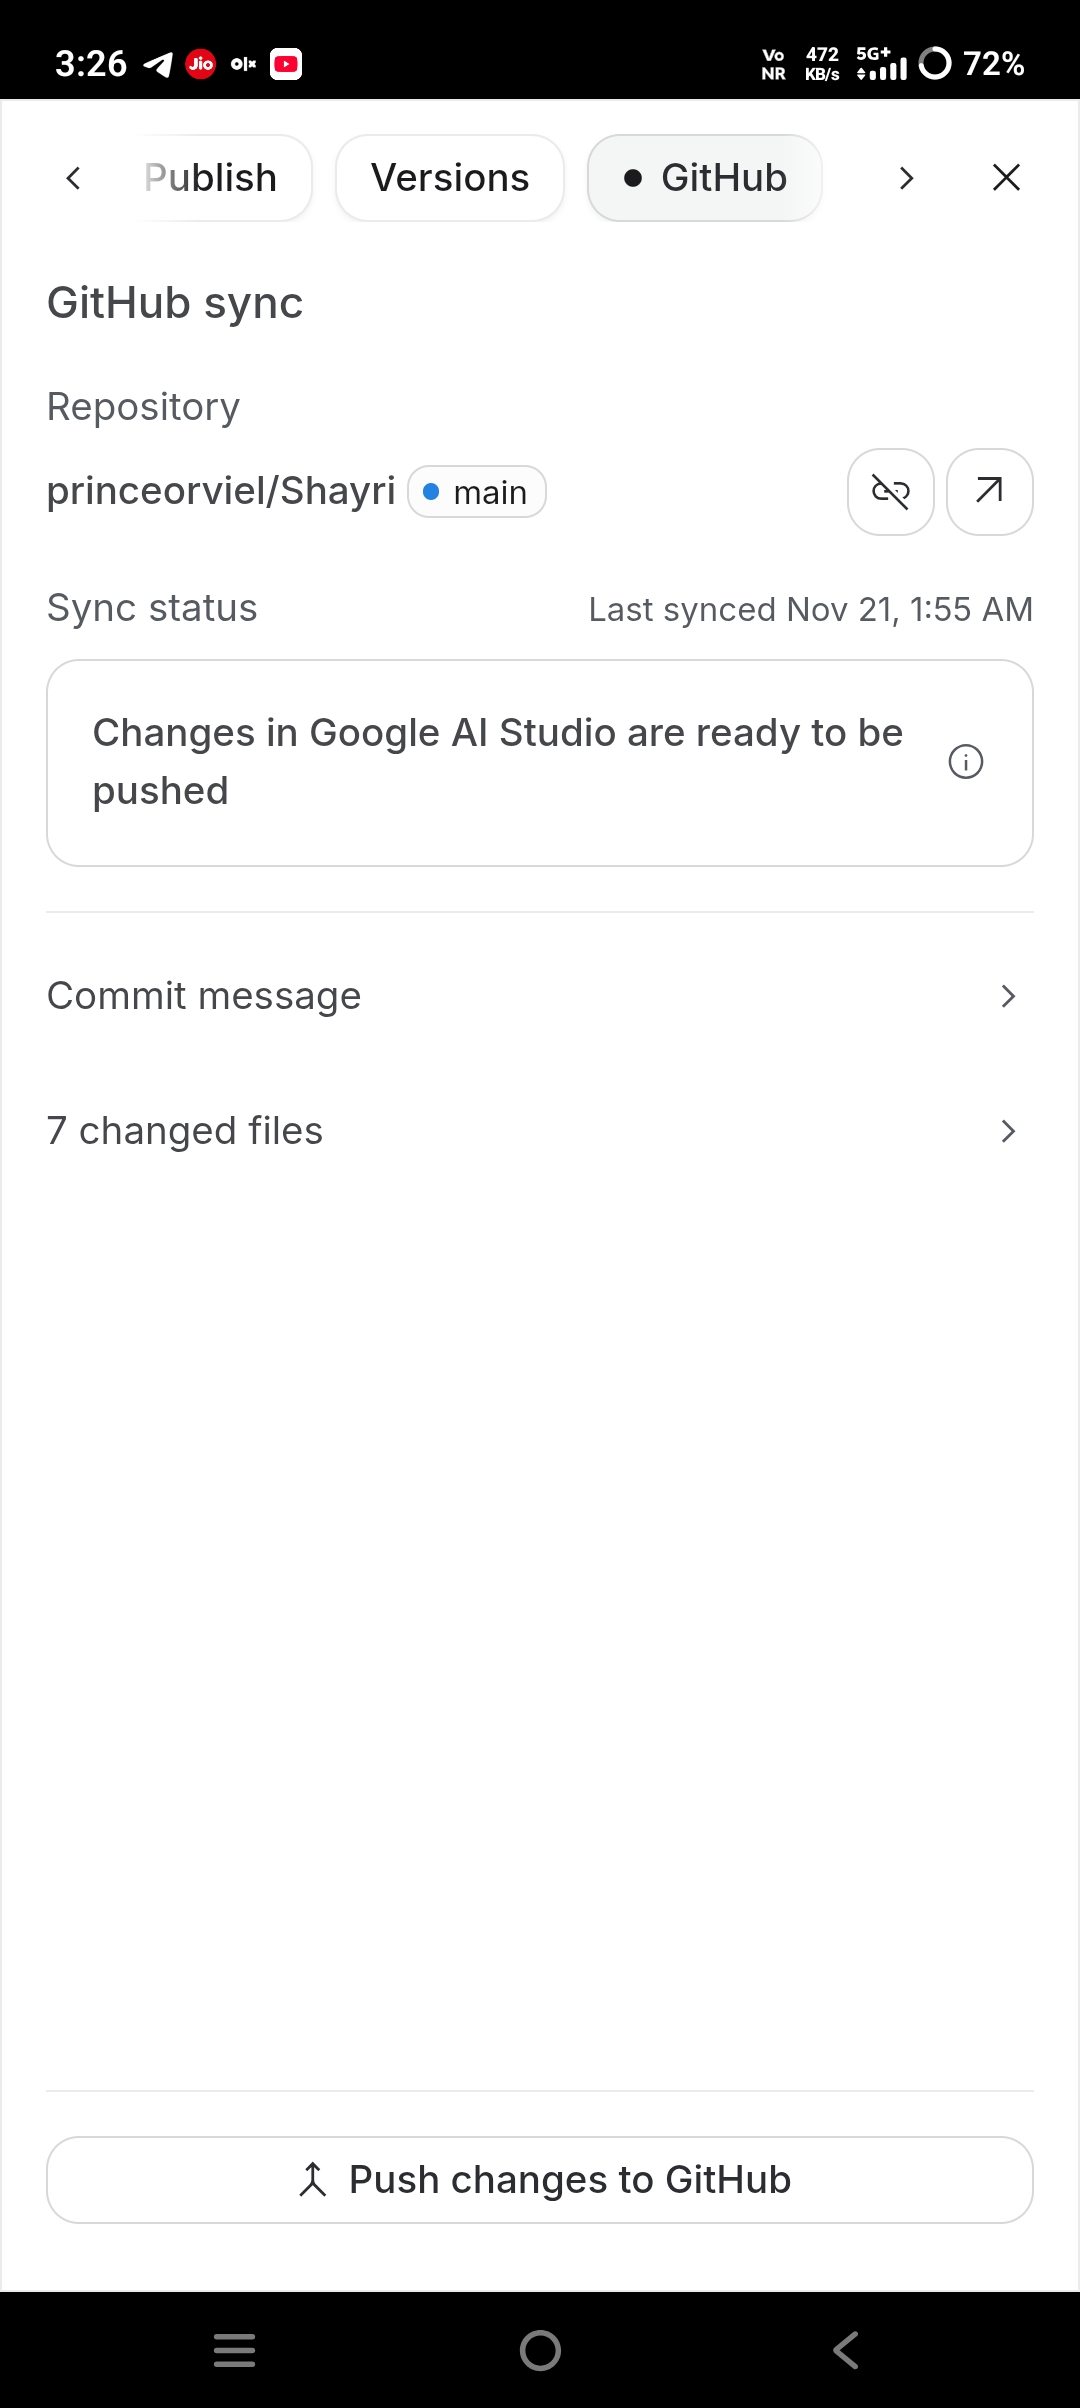 3:26 Jio olx Vo NR 472 KB/s 5G+ 72%
Publish Versions GitHub
GitHub sync
Repository
princeorviel/Shayri main
Sync status Last synced Nov 21, 1:55 AM
Changes in Google AI Studio are ready to be
pushed
Commit message
7 changed files
Push changes to GitHub